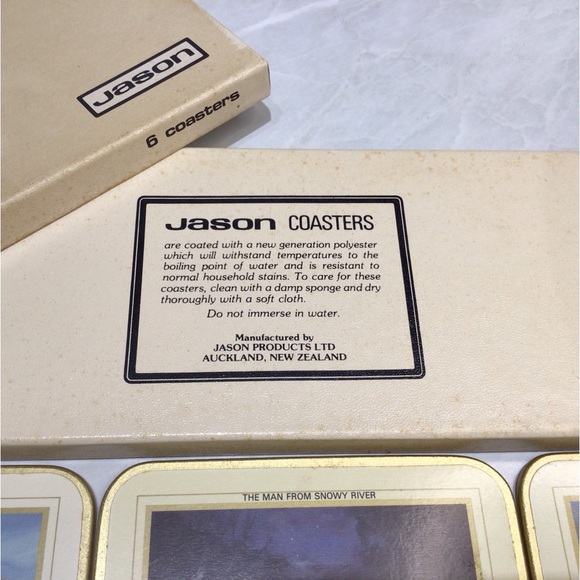 Jason
6 coasters
Jason COASTERS
are coated with a new generation polyester
which will withstand temperatures to the
boiling point of water and is resistant to
normal household stains. To care for these
coasters, clean with a damp sponge and dry
thoroughly with a soft cloth.
Do not immerse in water.
Manufactured by
JASON PRODUCTS LTD
AUCKLAND, NEW ZEALAND
THE MAN FROM SNOWY RIVER